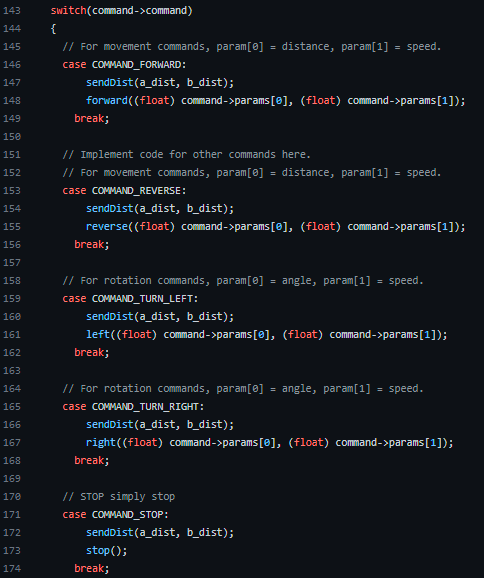 143 switch(command->command)
144 {
145 // For movement commands, param[0] = distance, param[1] = speed.
146 case COMMAND_FORWARD:
147 sendDist(a_dist, b_dist);
148 forward((float) command->params[0], (float) command->params[1]);
149 break;
150
151 // Implement code for other commands here.
152 // For movement commands, param[0] = distance, param[1] = speed.
153 case COMMAND_REVERSE:
154 sendDist(a_dist, b_dist);
155 reverse((float) command->params[0], (float) command->params[1]);
156 break;
157
158 // For rotation commands, param[0] = angle, param[1] = speed.
159 case COMMAND_TURN_LEFT:
160 sendDist(a_dist, b_dist);
161 left((float) command->params[0], (float) command->params[1]);
162 break;
163
164 // For rotation commands, param[0] = angle, param[1] = speed.
165 case COMMAND_TURN_RIGHT:
166 sendDist(a_dist, b_dist);
167 right((float) command->params[0], (float) command->params[1]);
168 break;
169
170 // STOP simply stop
171 case COMMAND_STOP:
172 sendDist(a_dist, b_dist);
173 stop();
174 break;